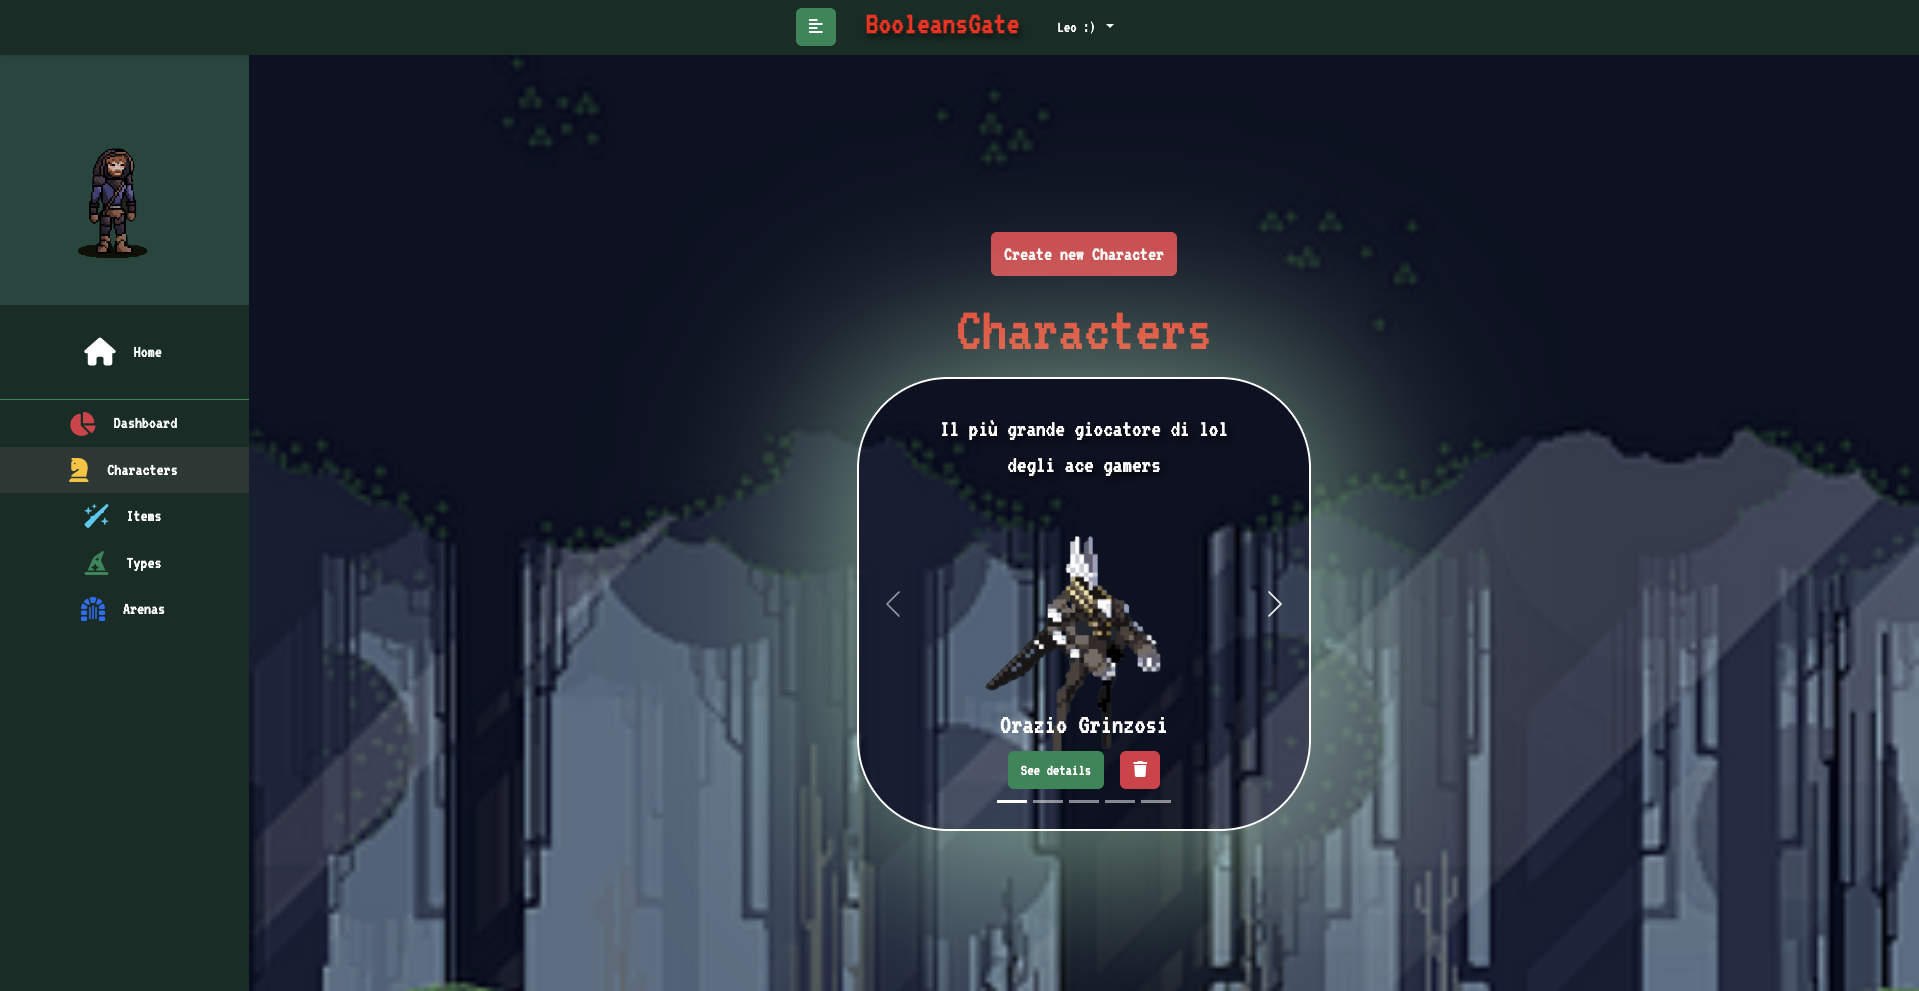 BooleansGate
Leo :)
Home
Dashboard
Characters
Items
Types
Arenas
Create new Character
Characters
Il più grande giocatore di lol
degli ace gamers
Orazio Grinzosi
See details